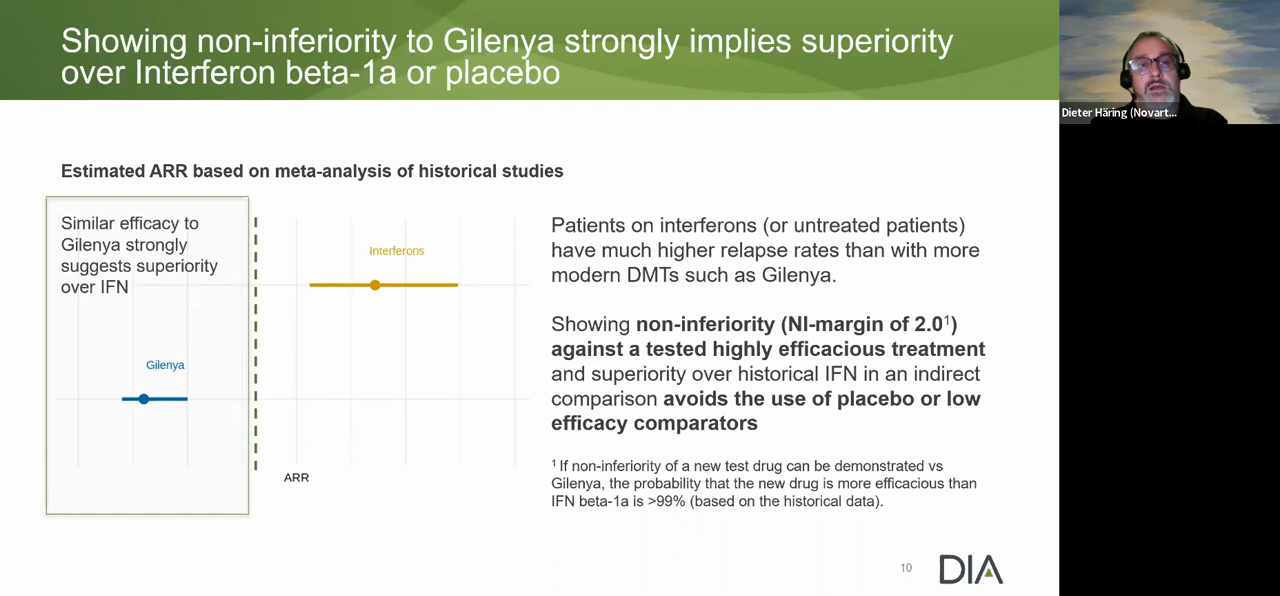 Showing non-inferiority to Gilenya strongly implies superiority
over Interferon beta-1a or placebo
Dieter Häring (Novart...
Estimated ARR based on meta-analysis of historical studies
Similar efficacy to
Gilenya strongly
suggests superiority
over IFN
Interferons
Gilenya
ARR
Patients on interferons (or untreated patients)
have much higher relapse rates than with more
modern DMTs such as Gilenya.
Showing non-inferiority (NI-margin of 2.0¹)
against a tested highly efficacious treatment
and superiority over historical IFN in an indirect
comparison avoids the use of placebo or low
efficacy comparators
¹ If non-inferiority of a new test drug can be demonstrated vs
Gilenya, the probability that the new drug is more efficacious than
IFN beta-1a is >99% (based on the historical data).
10
DIA